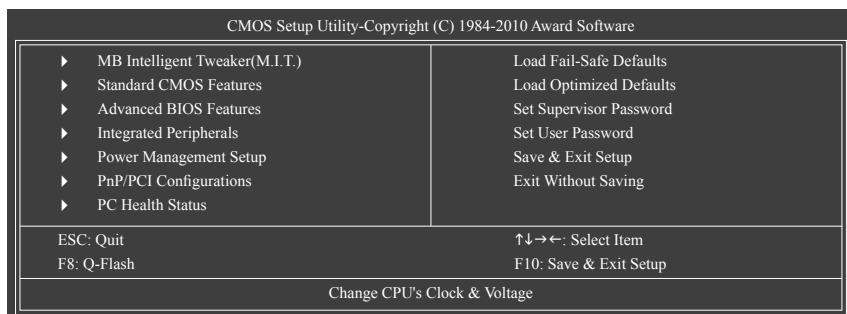 CMOS Setup Utility-Copyright (C) 1984-2010 Award Software
MB Intelligent Tweaker(M.I.T.)
Standard CMOS Features
Advanced BIOS Features
Integrated Peripherals
Power Management Setup
PnP/PCI Configurations
PC Health Status
Load Fail-Safe Defaults
Load Optimized Defaults
Set Supervisor Password
Set User Password
Save & Exit Setup
Exit Without Saving
ESC: Quit
F8: Q-Flash
↑↓→←: Select Item
F10: Save & Exit Setup
Change CPU's Clock & Voltage